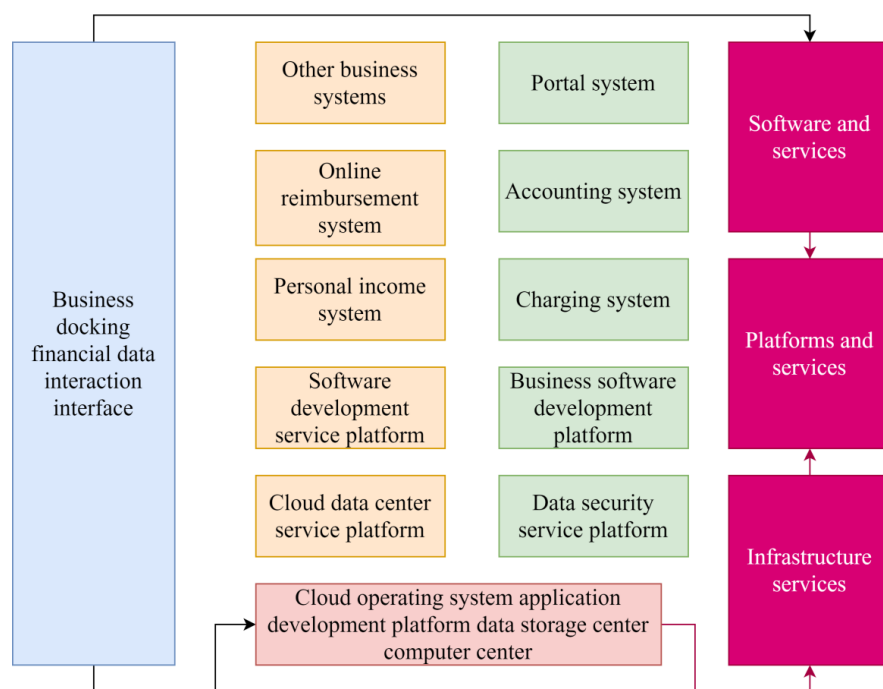 Business
docking
financial data
interaction
interface
Other business
systems
Portal system
Online
reimbursement
system
Accounting system
Personal income
system
Charging system
Software
development
service platform
Business software
development
platform
Cloud data center
service platform
Data security
service platform
Cloud operating system application
development platform data storage center
computer center
Software and
services
Platforms and
services
Infrastructure
services